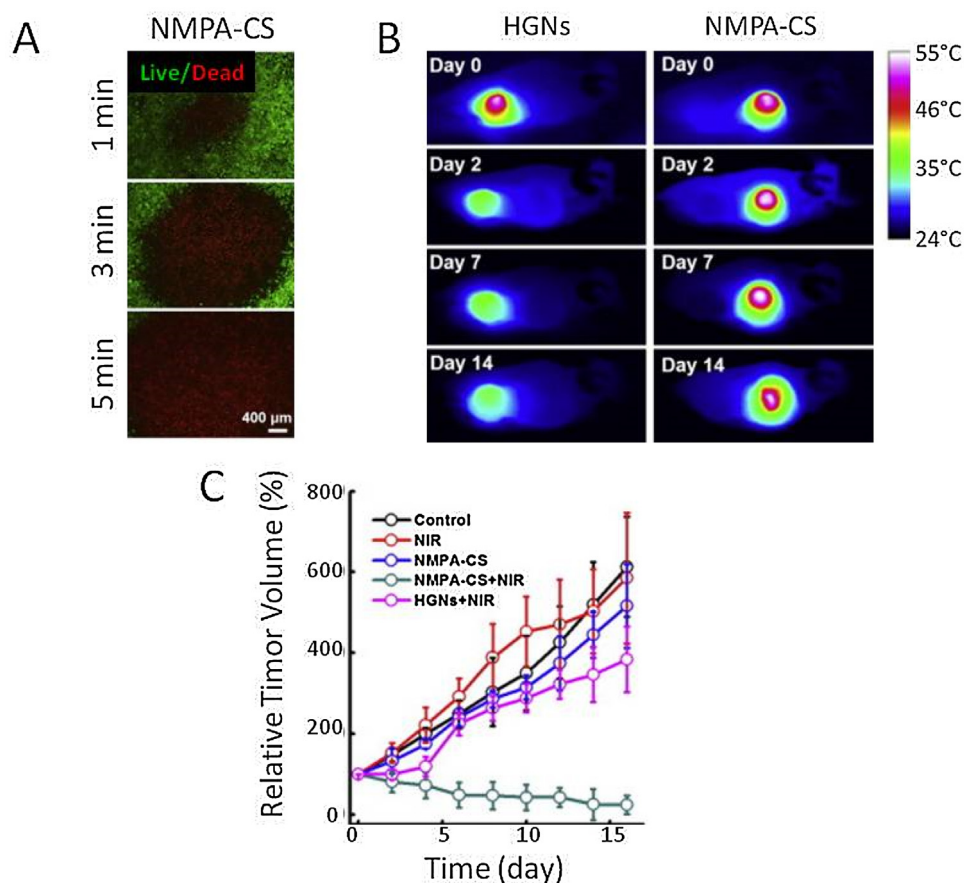 A
NMPA-CS
Live/Dead
1 min
3 min
5 min
400 µm
B
HGNs
NMPA-CS
Day 0
Day 0
Day 2
Day 2
Day 7
Day 7
Day 14
Day 14
55°C
46°C
35°C
24°C
C
Relative Timor Volume (%)
800
600
400
200
0
Control
NIR
NMPA-CS
NMPA-CS+NIR
HGNs+NIR
0
5
10
15
Time (day)